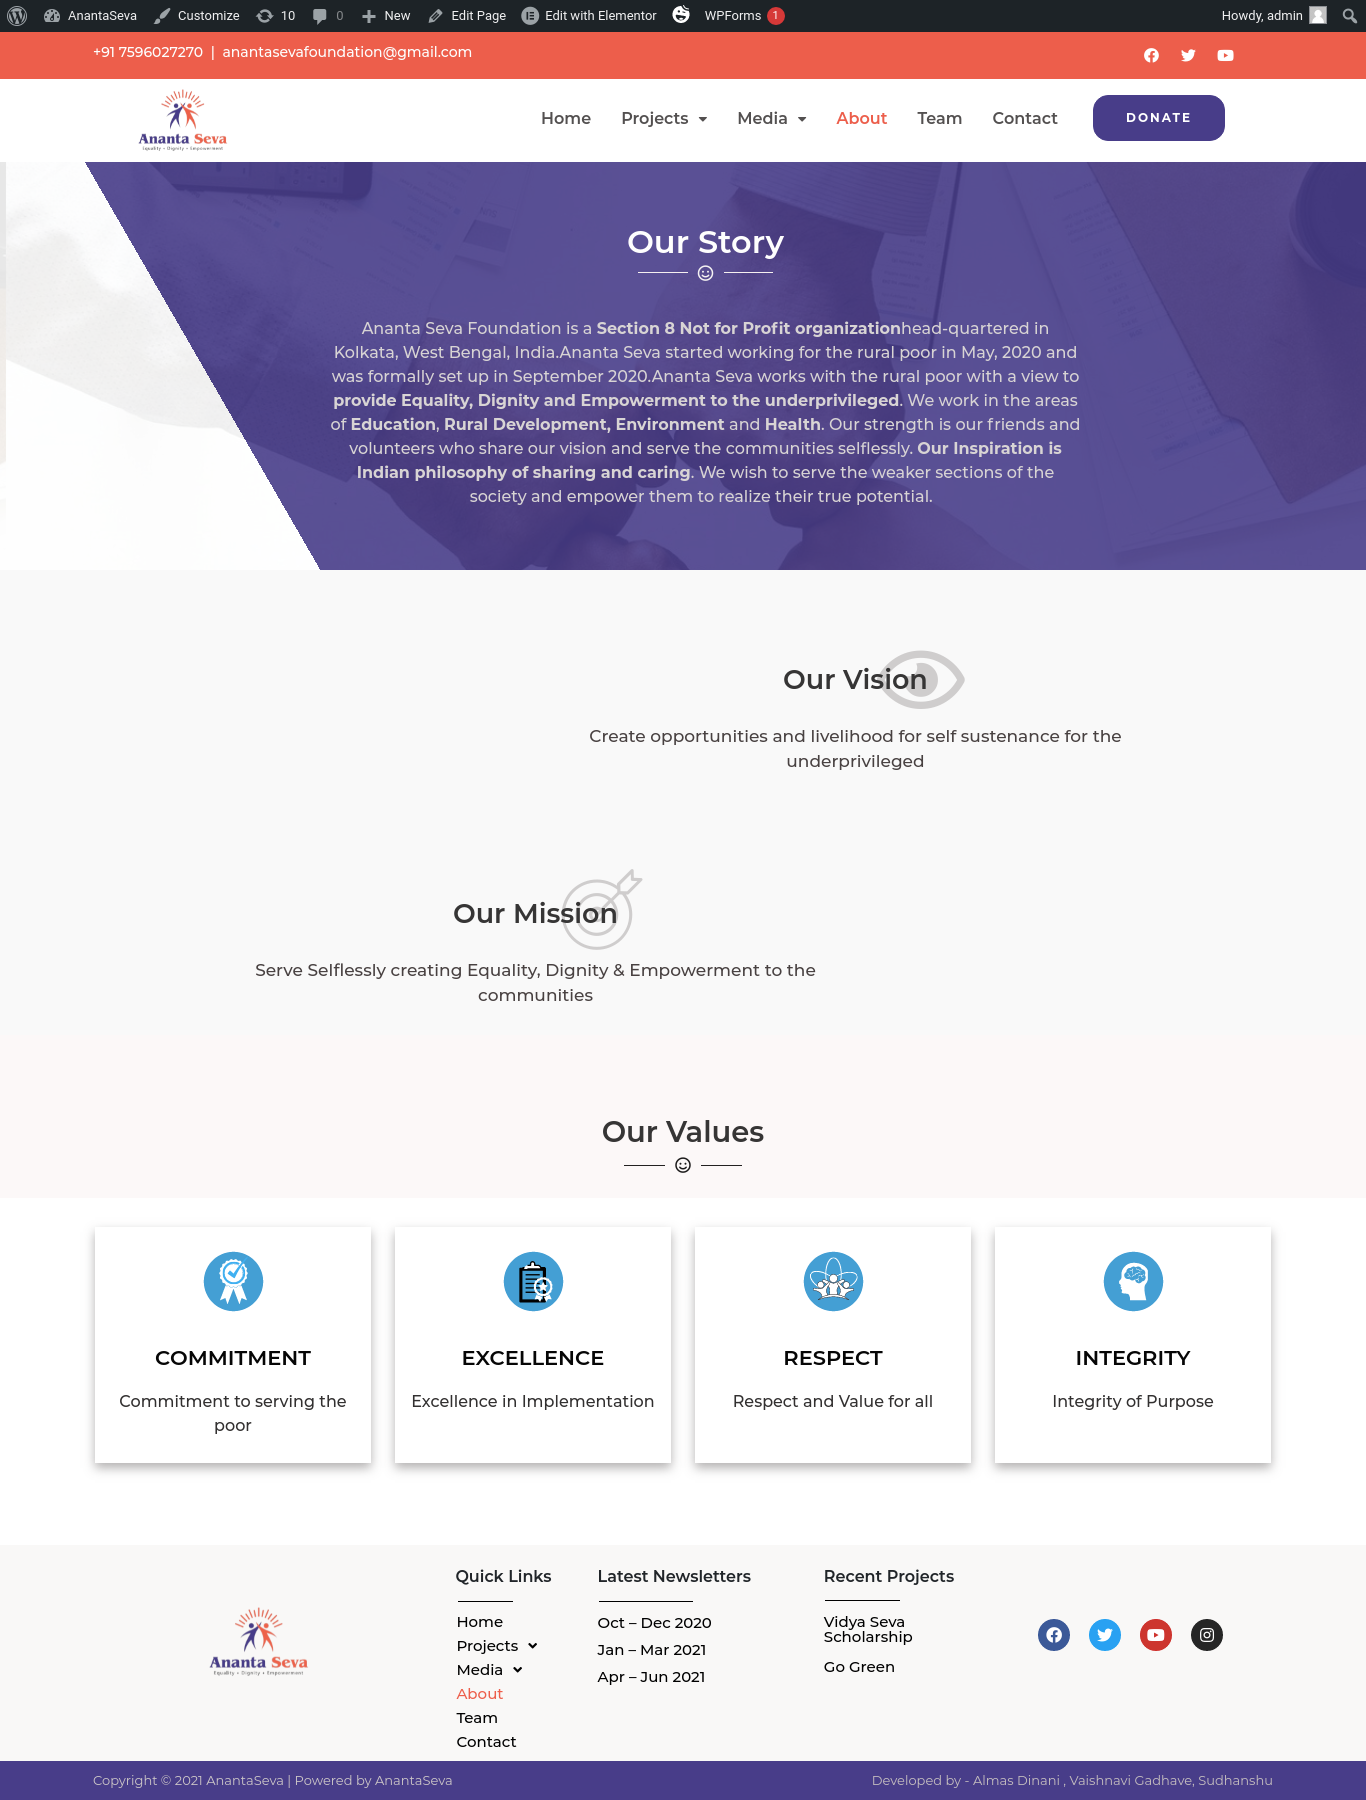 AnantaSeva Customize 10 0 New Edit Page Edit with Elementor WPForms 1 Howdy, admin
+91 7596027270 | anantasevafoundation@gmail.com
Ananta Seva
Equality • Dignity • Empowerment
Home Projects Media About Team Contact DONATE
Our Story
Ananta Seva Foundation is a Section 8 Not for Profit organizationhead-quartered in
Kolkata, West Bengal, India.Ananta Seva started working for the rural poor in May, 2020 and
was formally set up in September 2020.Ananta Seva works with the rural poor with a view to
provide Equality, Dignity and Empowerment to the underprivileged. We work in the areas
of Education, Rural Development, Environment and Health. Our strength is our friends and
volunteers who share our vision and serve the communities selflessly. Our Inspiration is
Indian philosophy of sharing and caring. We wish to serve the weaker sections of the
society and empower them to realize their true potential.
Our Vision
Create opportunities and livelihood for self sustenance for the
underprivileged
Our Mission
Serve Selflessly creating Equality, Dignity & Empowerment to the
communities
Our Values
COMMITMENT
Commitment to serving the
poor
EXCELLENCE
Excellence in Implementation
RESPECT
Respect and Value for all
INTEGRITY
Integrity of Purpose
Ananta Seva
Equality • Dignity • Empowerment
Quick Links
Home
Projects
Media
About
Team
Contact
Latest Newsletters
Oct – Dec 2020
Jan – Mar 2021
Apr – Jun 2021
Recent Projects
Vidya Seva
Scholarship
Go Green
Copyright © 2021 AnantaSeva | Powered by AnantaSeva
Developed by - Almas Dinani , Vaishnavi Gadhave, Sudhanshu